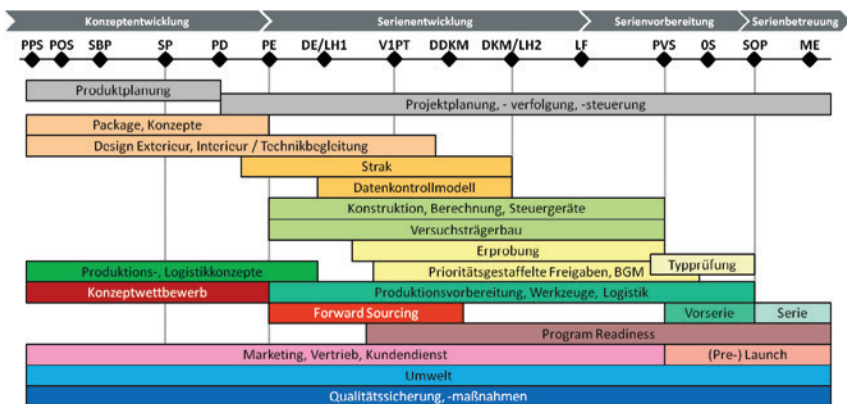 Konzeptentwicklung Serienentwicklung Serienvorbereitung Serienbetreuung
PPS POS SBP SP PD PE DE/LH1 V1PT DDKM DKM/LH2 LF PVS 0S SOP ME
Produktplanung
Projektplanung, - verfolgung, -steuerung
Package, Konzepte
Design Exterieur, Interieur / Technikbegleitung
Strak
Datenkontrollmodell
Konstruktion, Berechnung, Steuergeräte
Versuchsträgerbau
Erprobung
Typprüfung
Produktions-, Logistikkonzepte Prioritätsgestaffelte Freigaben, BGM
Konzeptwettbewerb Produktionsvorbereitung, Werkzeuge, Logistik
Forward Sourcing Vorserie Serie
Program Readiness
Marketing, Vertrieb, Kundendienst (Pre-) Launch
Umwelt
Qualitätssicherung, -maßnahmen